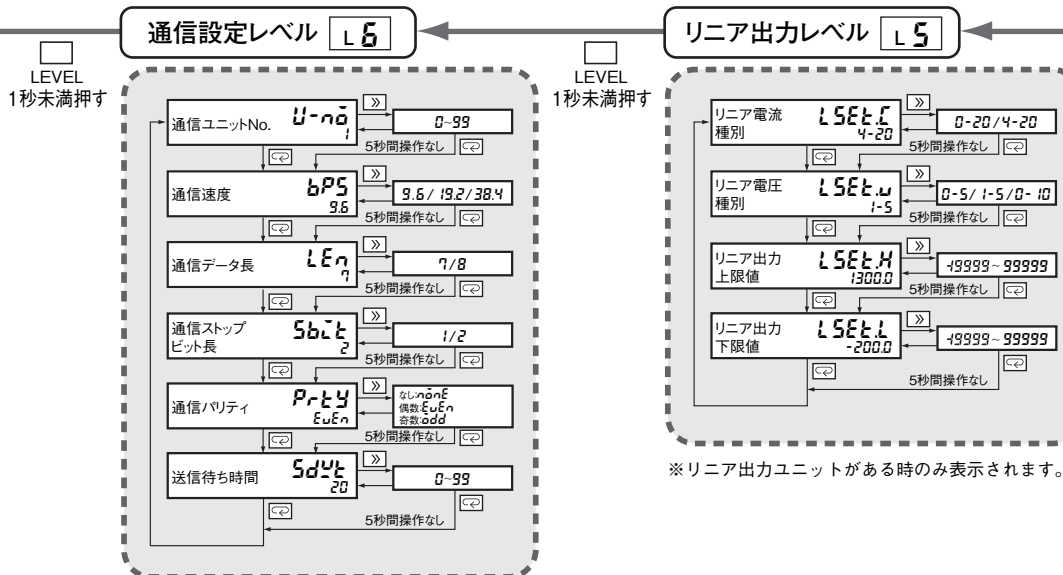 通信設定レベル L 6
LEVEL
1秒未満押す
通信ユニットNo. U-no
1
0~99
5秒間操作なし
通信速度 bPS
9.6
9.6/19.2/38.4
5秒間操作なし
通信データ長 LEn
7
7/8
5秒間操作なし
通信ストップ
ビット長
Sbit
2
1/2
5秒間操作なし
通信パリティ PrtY
EvEn
なし:nonE
偶数:EvEn
奇数:odd
5秒間操作なし
送信待ち時間 SdWt
20
0~99
5秒間操作なし
リニア出力レベル L 5
LEVEL
1秒未満押す
リニア電流
種別
LSEt.C
4-20
0-20/4-20
5秒間操作なし
リニア電圧
種別
LSEt.v
1-5
0-5/1-5/0-10
5秒間操作なし
リニア出力
上限値
LSEt.H
1300.0
-19999~99999
5秒間操作なし
リニア出力
下限値
LSEt.L
-200.0
-19999~99999
5秒間操作なし
※リニア出力ユニットがある時のみ表示されます。